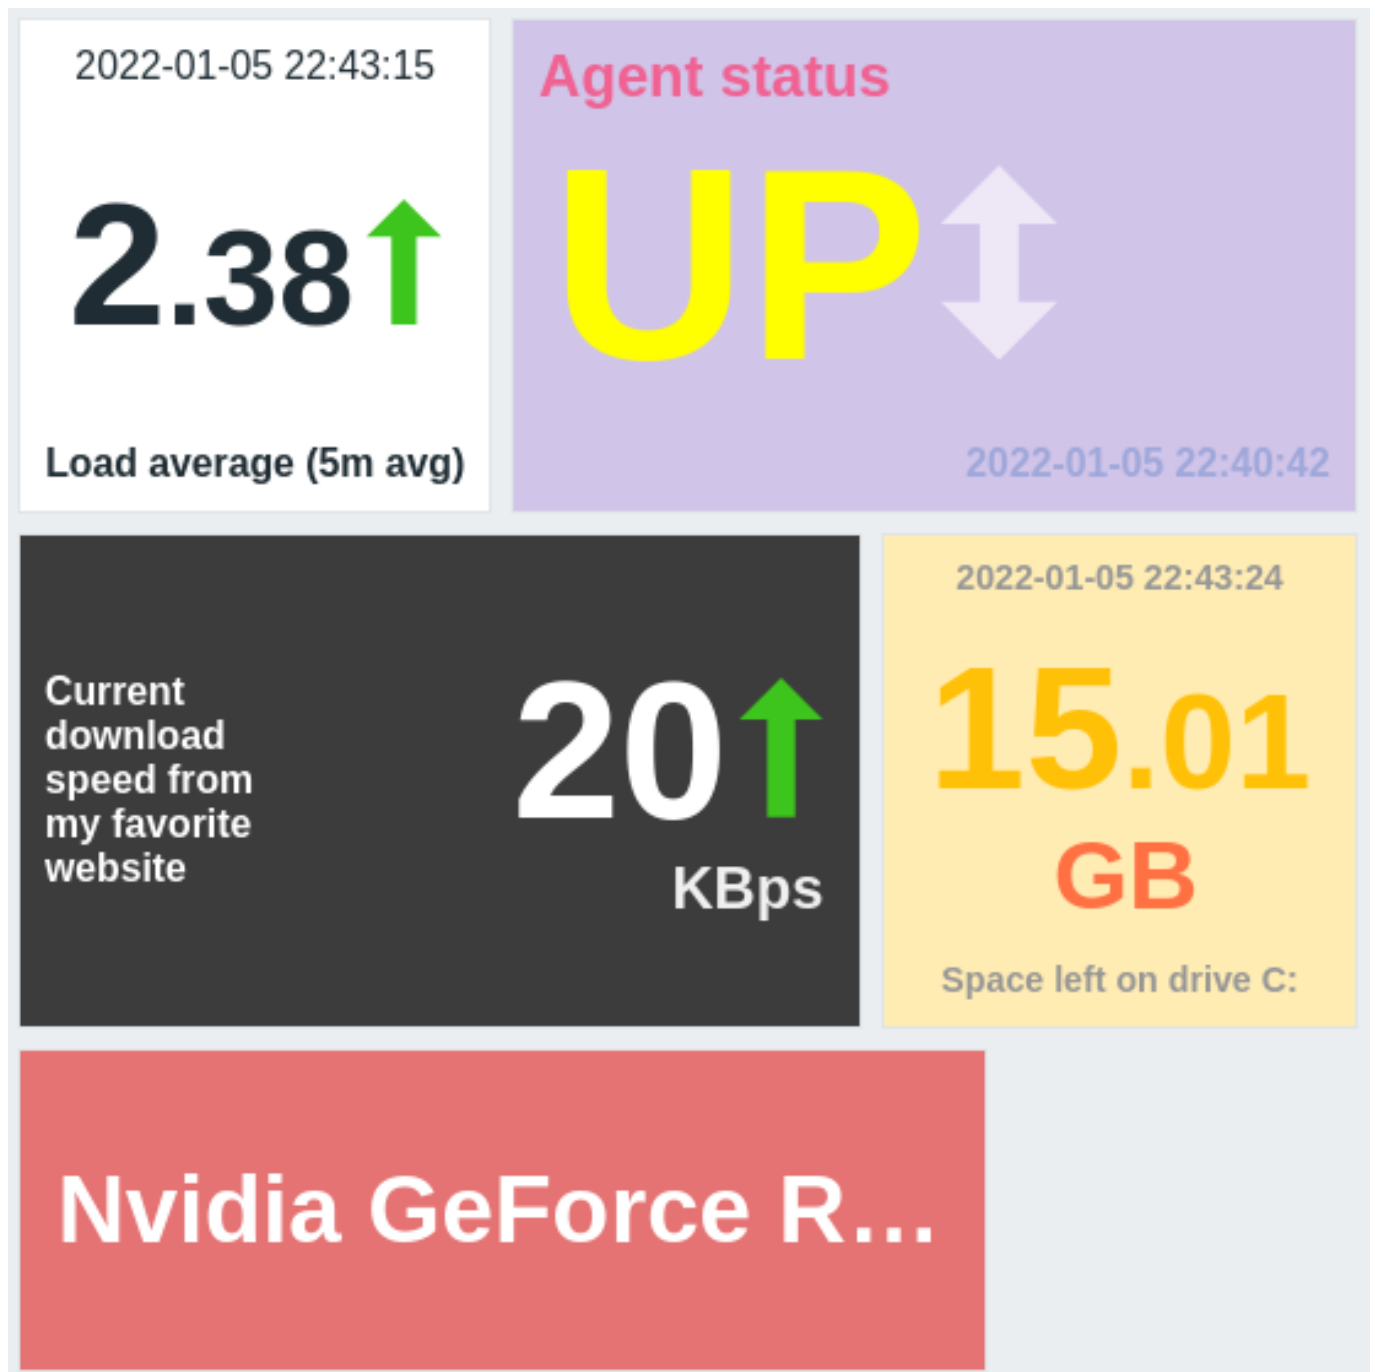 2022-01-05 22:43:15
2.38
Load average (5m avg)
Agent status
UP
2022-01-05 22:40:42
Current
download
speed from
my favorite
website
20
KBps
2022-01-05 22:43:24
15.01
GB
Space left on drive C:
Nvidia GeForce R...